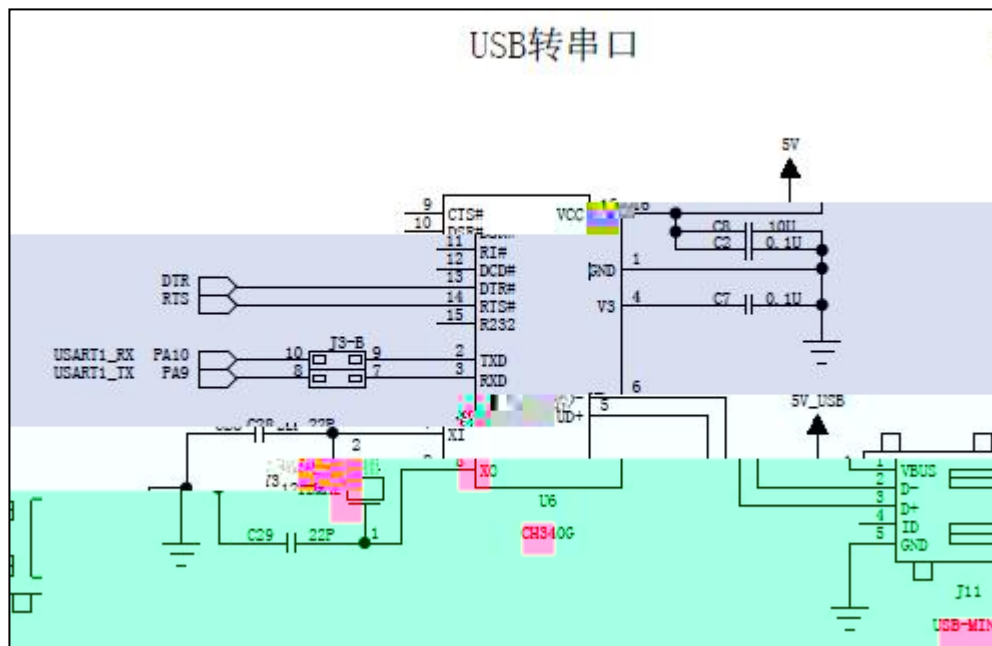 USB转串口
5V
9 CTS#
VCC
10
C8 10U
C2 0.1U
11 RI#
12 DCD#
GND 1
DTR 13 DTR#
RTS 14 RTS#
V3 4 C7 0.1U
15 R232
J3-B
USART1_RX PA10 10 9 2 TXD
USART1_TX PA9 8 7 3 RXD
6
UD+ 5
5V_USB
C28 22P
XI
2
XO
1 VBUS
2 D-
3 D+
4 ID
5 GND
U6
C29 22P 1
CH340G
J11
USB-MIN